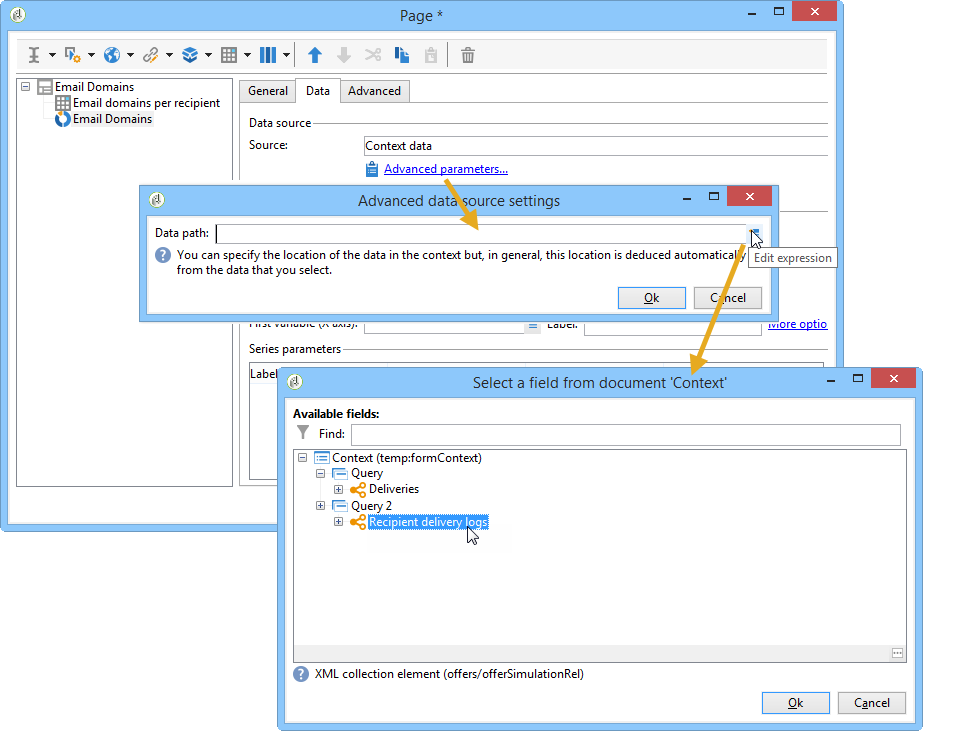 Page *
Email Domains
Email domains per recipient
Email Domains
General Data Advanced
Data source
Source: Context data
Advanced parameters...
Advanced data source settings
Data path:
Edit expression
You can specify the location of the data in the context but, in general, this location is deduced automatically
from the data that you select.
Ok Cancel
First variable (X axis): Label: More optio
Series parameters
Label
Select a field from document 'Context'
Available fields:
Find:
Context (temp:formContext)
Query
Deliveries
Query 2
Recipient delivery logs
XML collection element (offers/offerSimulationRel)
Ok Cancel